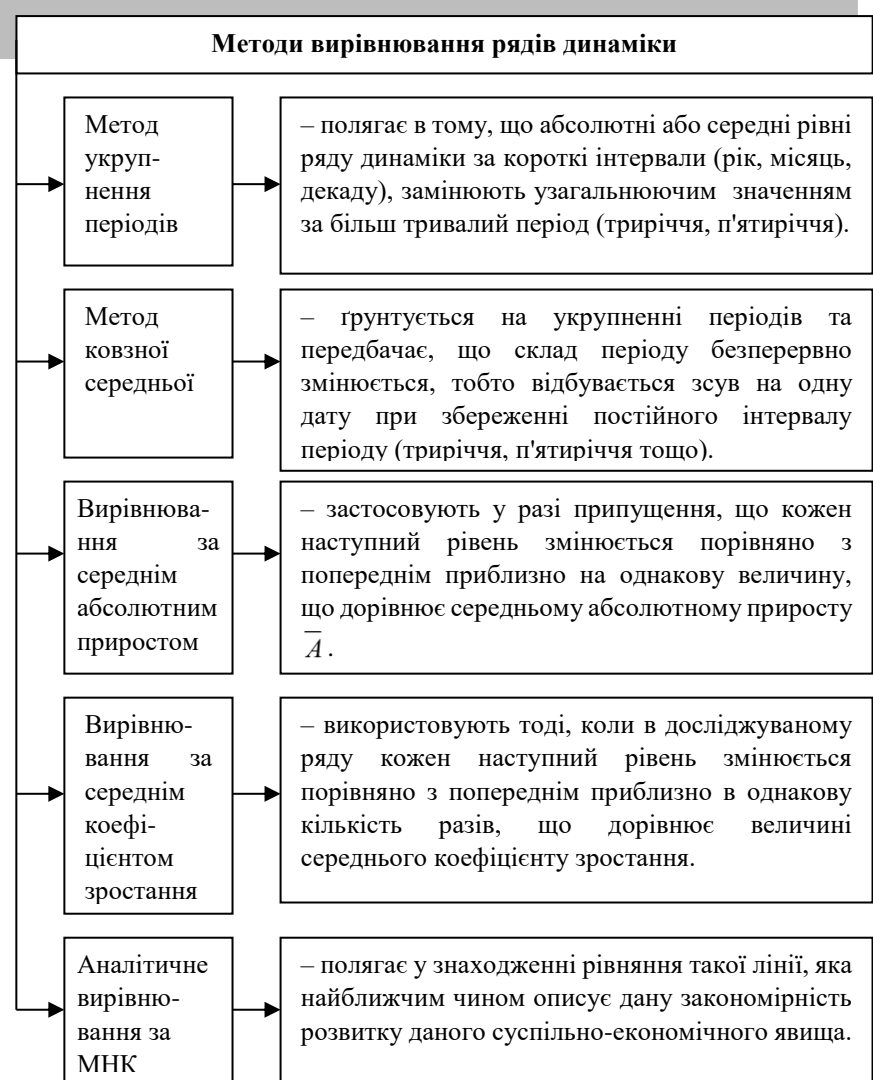 Методи вирівнювання рядів динаміки
Метод
укруп-
нення
періодів
– полягає в тому, що абсолютні або середні рівні
ряду динаміки за короткі інтервали (рік, місяць,
декаду), замінюють узагальнюючим значенням
за більш тривалий період (триріччя, п'ятиріччя).
Метод
ковзної
середньої
– ґрунтується на укрупненні періодів та
передбачає, що склад періоду безперервно
змінюється, тобто відбувається зсув на одну
дату при збереженні постійного інтервалу
періоду (триріччя, п'ятиріччя тощо).
Вирівнюва-
ння за
середнім
абсолютним
приростом
– застосовують у разі припущення, що кожен
наступний рівень змінюється порівняно з
попереднім приблизно на однакову величину,
що дорівнює середньому абсолютному приросту
A̅.
Вирівню-
вання за
середнім
коефі-
цієнтом
зростання
– використовують тоді, коли в досліджуваному
ряду кожен наступний рівень змінюється
порівняно з попереднім приблизно в однакову
кількість разів, що дорівнює величині
середнього коефіцієнту зростання.
Аналітичне
вирівню-
вання за
МНК
– полягає у знаходженні рівняння такої лінії, яка
найближчим чином описує дану закономірність
розвитку даного суспільно-економічного явища.